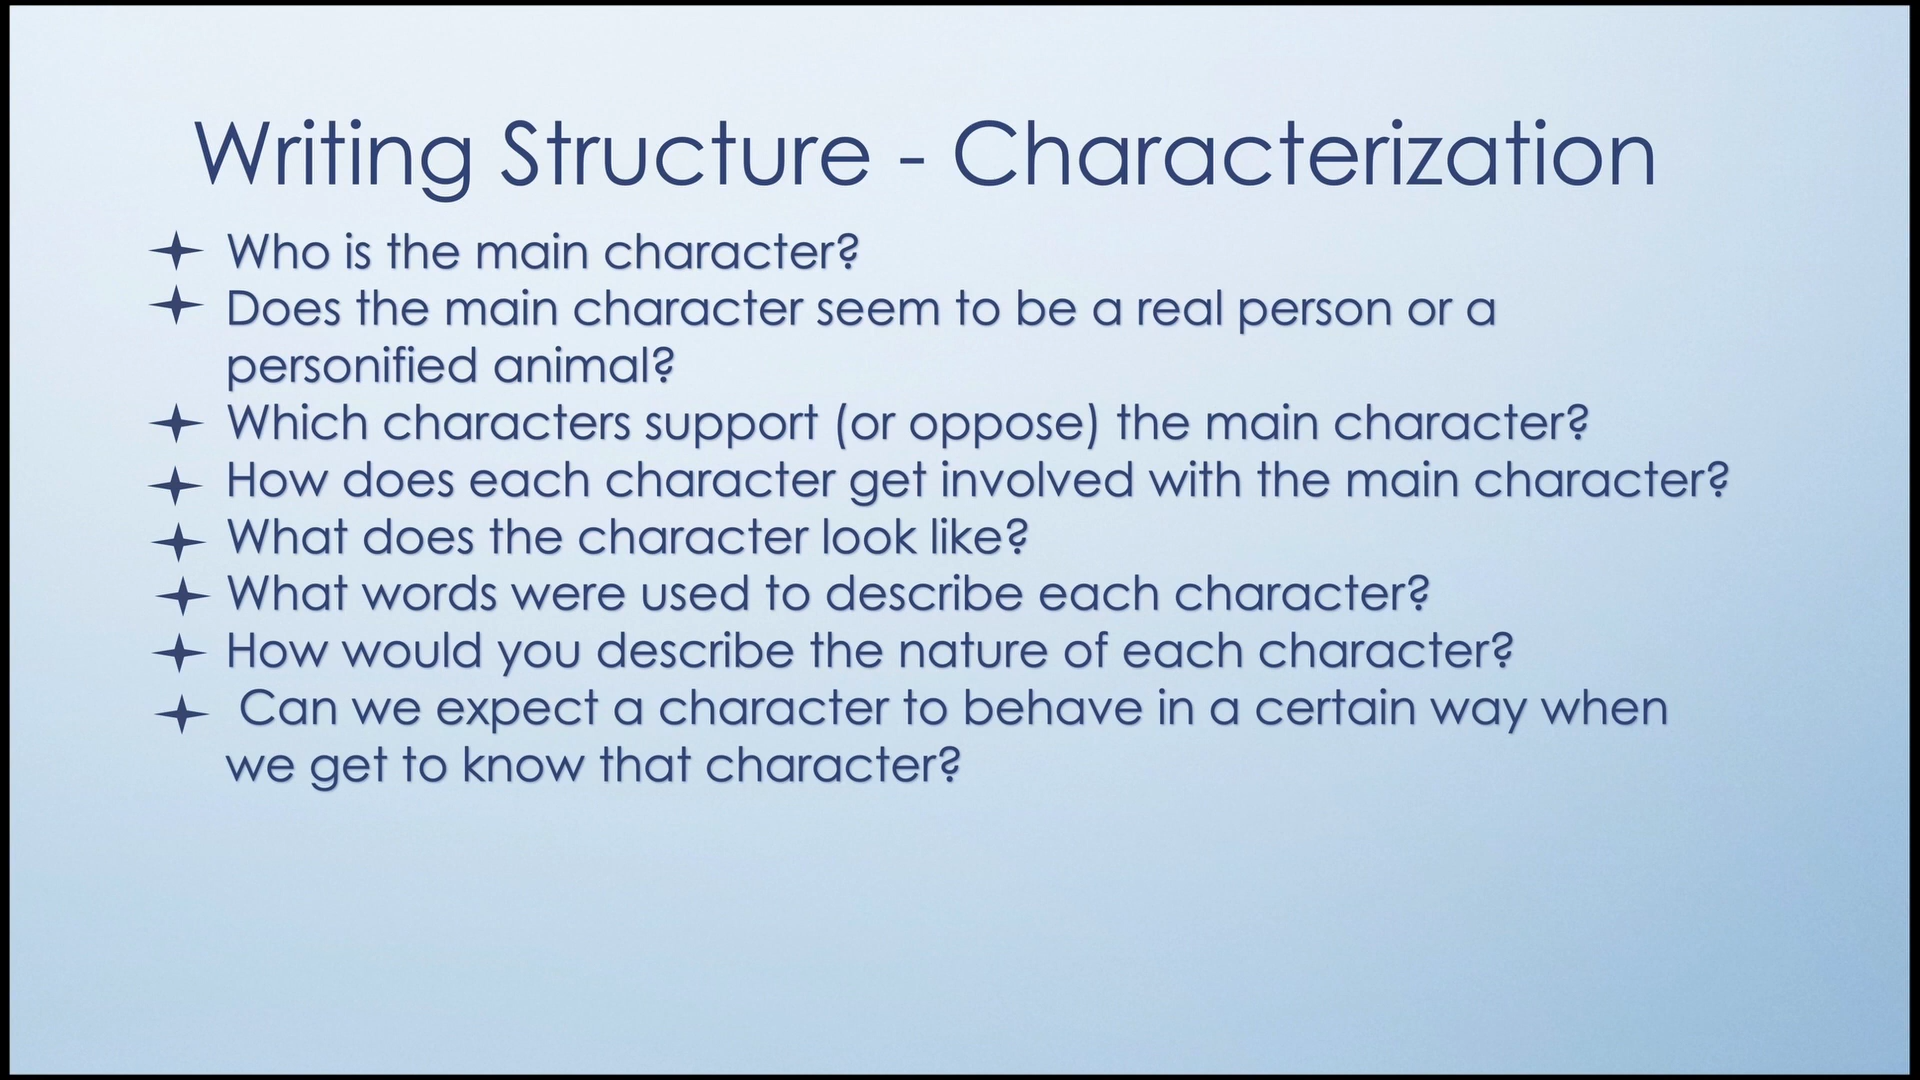 Writing Structure - Characterization
Who is the main character?
Does the main character seem to be a real person or a
personified animal?
Which characters support (or oppose) the main character?
How does each character get involved with the main character?
What does the character look like?
What words were used to describe each character?
How would you describe the nature of each character?
Can we expect a character to behave in a certain way when
we get to know that character?